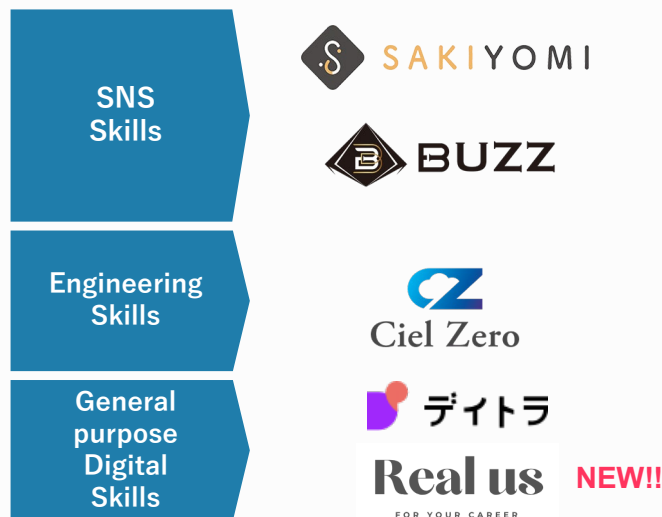 SNS
Skills
SAKIYOMI
BUZZ
Engineering
Skills
CZ
Ciel Zero
General
purpose
Digital
Skills
デイトラ
Real us
FOR YOUR CAREER
NEW!!